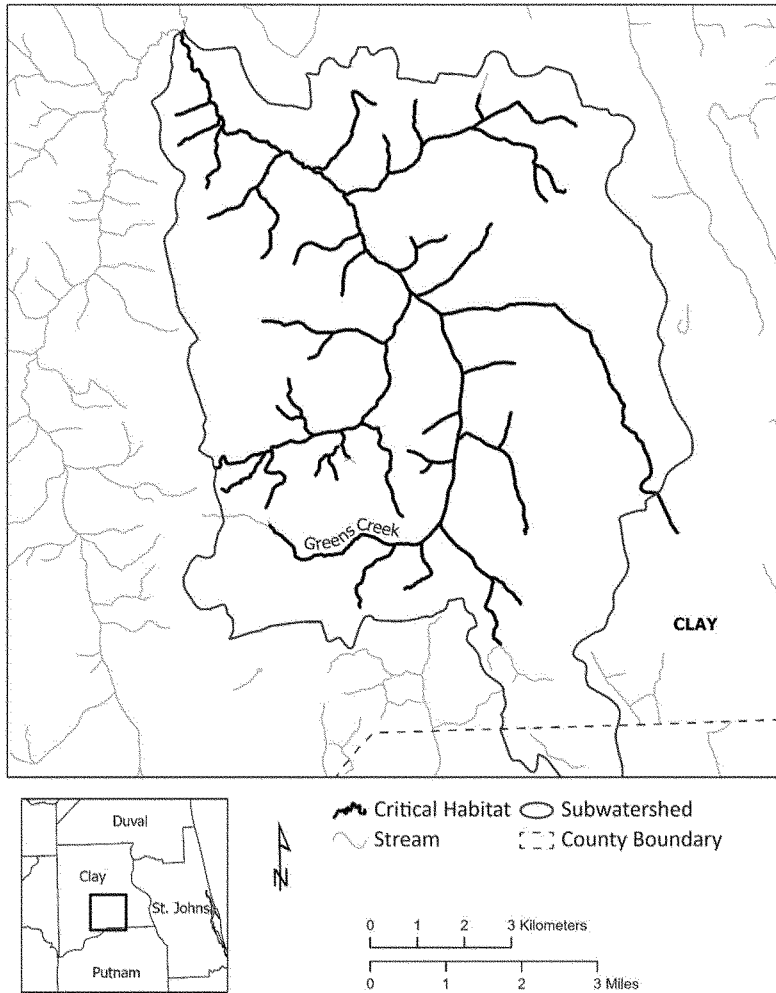 Greens Creek
CLAY
Critical Habitat
Subwatershed
Stream
County Boundary
Duval
Clay
St. Johns
Putnam
N
0 1 2 3 Kilometers
0 1 2 3 Miles